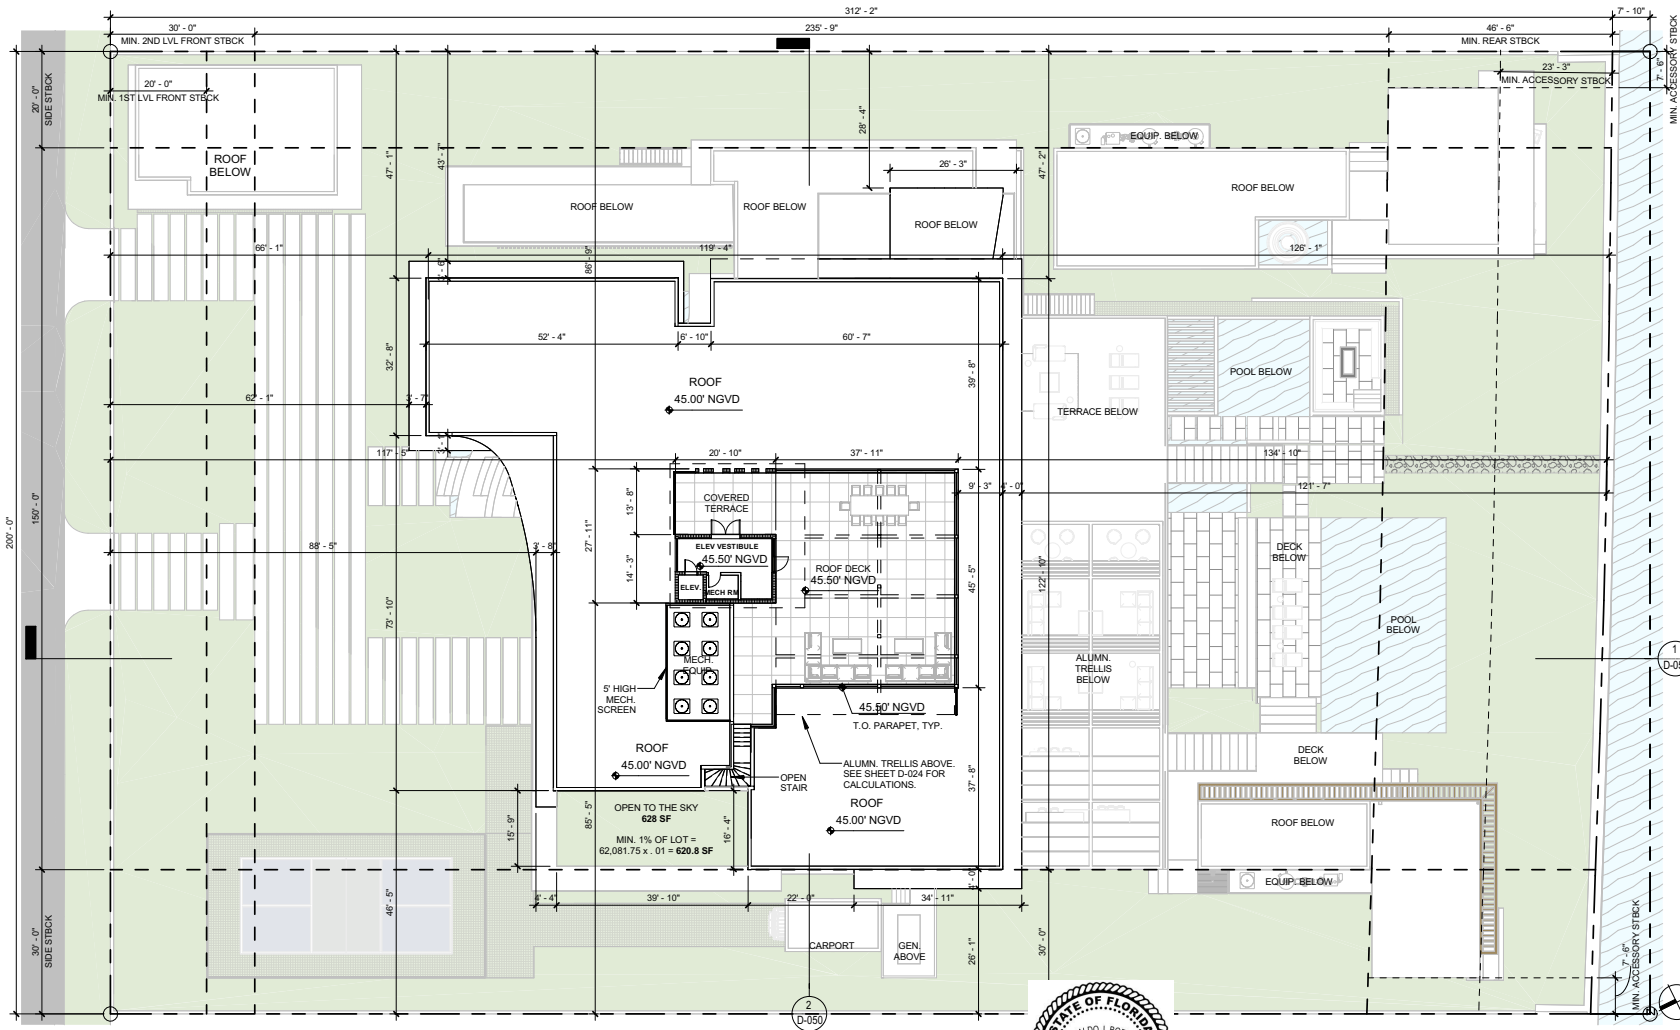 312' - 2"
7' - 10"
30' - 0"
235' - 9"
46' - 6"
MIN. 2ND LVL FRONT STBCK
MIN. REAR STBCK
MIN. ACCESSORY STBCK
7' - 6"
23' - 3"
MIN. ACCESSORY STBCK
20' - 0"
MIN. 1ST LVL FRONT STBCK
20' - 0"
SIDE STBCK
28' - 4"
ROOF
BELOW
47' - 1"
43' - 7"
47' - 2"
26' - 3"
EQUIP. BELOW
ROOF BELOW
ROOF BELOW
ROOF BELOW
ROOF BELOW
66' - 1"
119' - 4"
126' - 1"
86' - 9"
52' - 4"
6' - 10"
60' - 7"
32' - 8"
39' - 8"
ROOF
45.00' NGVD
POOL BELOW
TERRACE BELOW
62' - 1"
3' - 7"
117' - 5"
20' - 10"
37' - 11"
134' - 10"
9' - 3"
4' - 0"
121' - 7"
13' - 8"
COVERED
TERRACE
27' - 11"
200' - 0"
150' - 0"
88' - 5"
3' - 8"
ELEV VESTIBULE
45.50' NGVD
14' - 3"
ELEV.
MECH RM
ROOF DECK
45.50' NGVD
45' - 5"
122' - 10"
DECK
BELOW
73' - 10"
POOL
BELOW
MECH.
EQUIP.
5' HIGH
MECH.
SCREEN
ALUMN.
TRELLIS
BELOW
1
45.50' NGVD
T.O. PARAPET, TYP.
ROOF
45.00' NGVD
ALUMN. TRELLIS ABOVE.
SEE SHEET D-024 FOR
CALCULATIONS.
OPEN
STAIR
37' - 8"
DECK
BELOW
ROOF
45.00' NGVD
OPEN TO THE SKY
628 SF
MIN. 1% OF LOT =
62,081.75 x . 01 = 620.8 SF
15' - 9"
85' - 5"
16' - 4"
ROOF BELOW
EQUIP. BELOW
46' - 5"
4' - 4"
39' - 10"
22' - 0"
34' - 11"
30' - 0"
SIDE STBCK
CARPORT
GEN.
ABOVE
26' - 1"
30' - 0"
7' - 6"
MIN. ACCESSORY STBCK
2
D-050
STATE OF FLORIDA